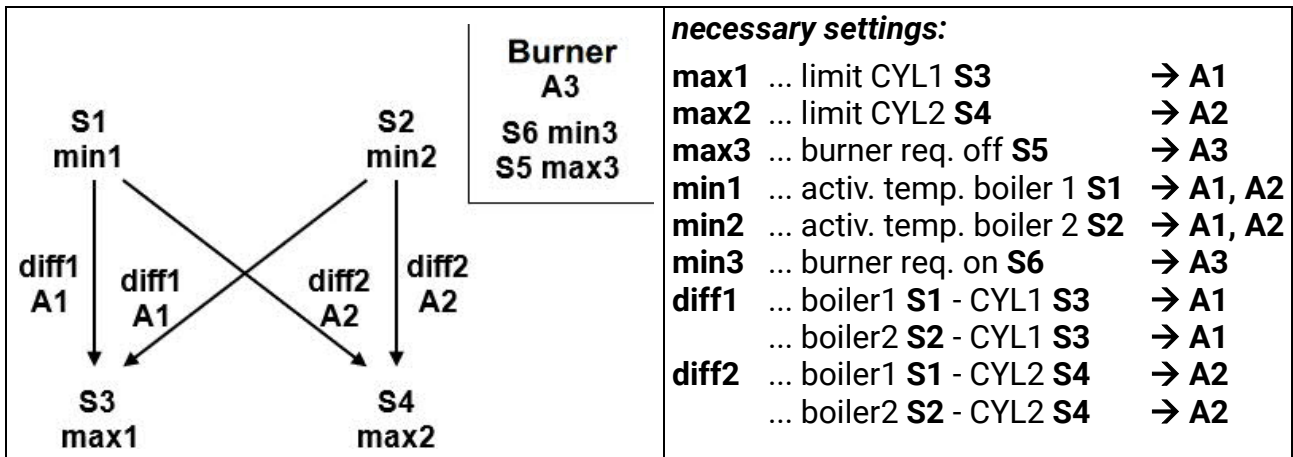 Burner
A3
S6 min3
S5 max3
S1
min1
S2
min2
diff1
A1
diff1
A1
diff2
A2
diff2
A2
S3
max1
S4
max2
necessary settings:
max1 ... limit CYL1 S3 → A1
max2 ... limit CYL2 S4 → A2
max3 ... burner req. off S5 → A3
min1 ... activ. temp. boiler 1 S1 → A1, A2
min2 ... activ. temp. boiler 2 S2 → A1, A2
min3 ... burner req. on S6 → A3
diff1 ... boiler1 S1 - CYL1 S3 → A1
... boiler2 S2 - CYL1 S3 → A1
diff2 ... boiler1 S1 - CYL2 S4 → A2
... boiler2 S2 - CYL2 S4 → A2